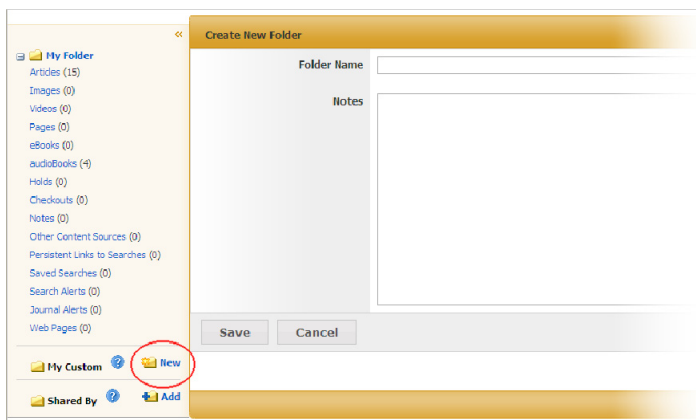 «
My Folder
Articles (15)
Images (0)
Videos (0)
Pages (0)
eBooks (0)
audioBooks (4)
Holds (0)
Checkouts (0)
Notes (0)
Other Content Sources (0)
Persistent Links to Searches (0)
Saved Searches (0)
Search Alerts (0)
Journal Alerts (0)
Web Pages (0)
My Custom ? New
Shared By ? Add
Create New Folder
Folder Name
Notes
Save Cancel